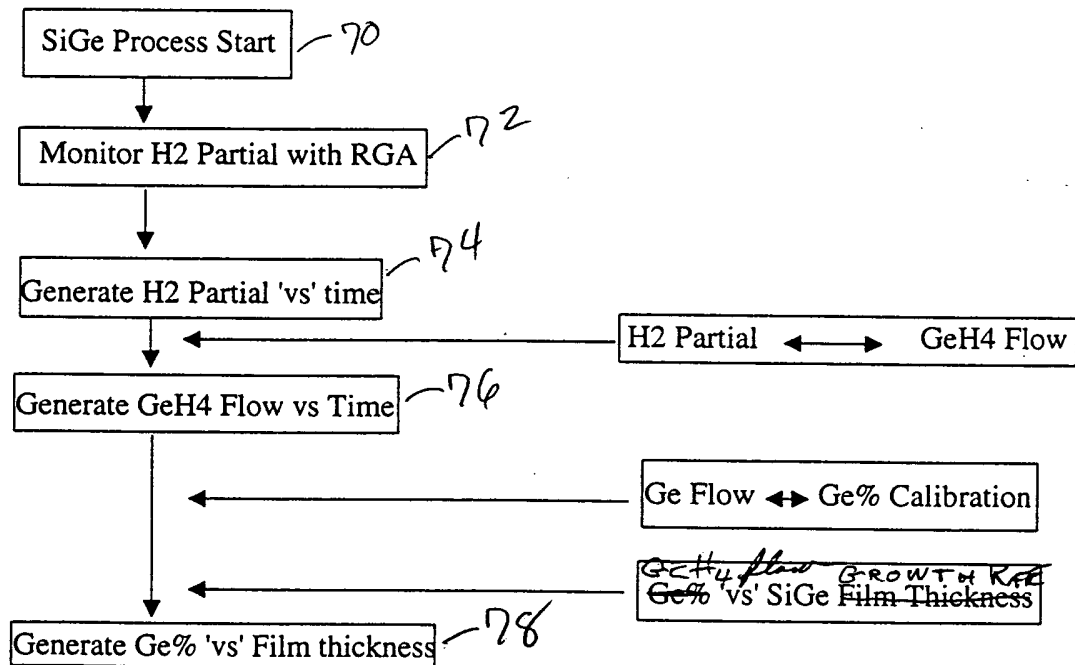 SiGe Process Start 70
Monitor H2 Partial with RGA 72
Generate H2 Partial 'vs' time 74
H2 Partial GeH4 Flow
Generate GeH4 Flow vs Time 76
Ge Flow Ge% Calibration
GeH4 flow GROWTH RATE
Ge% 'vs' SiGe Film Thickness
Generate Ge% 'vs' Film thickness 78